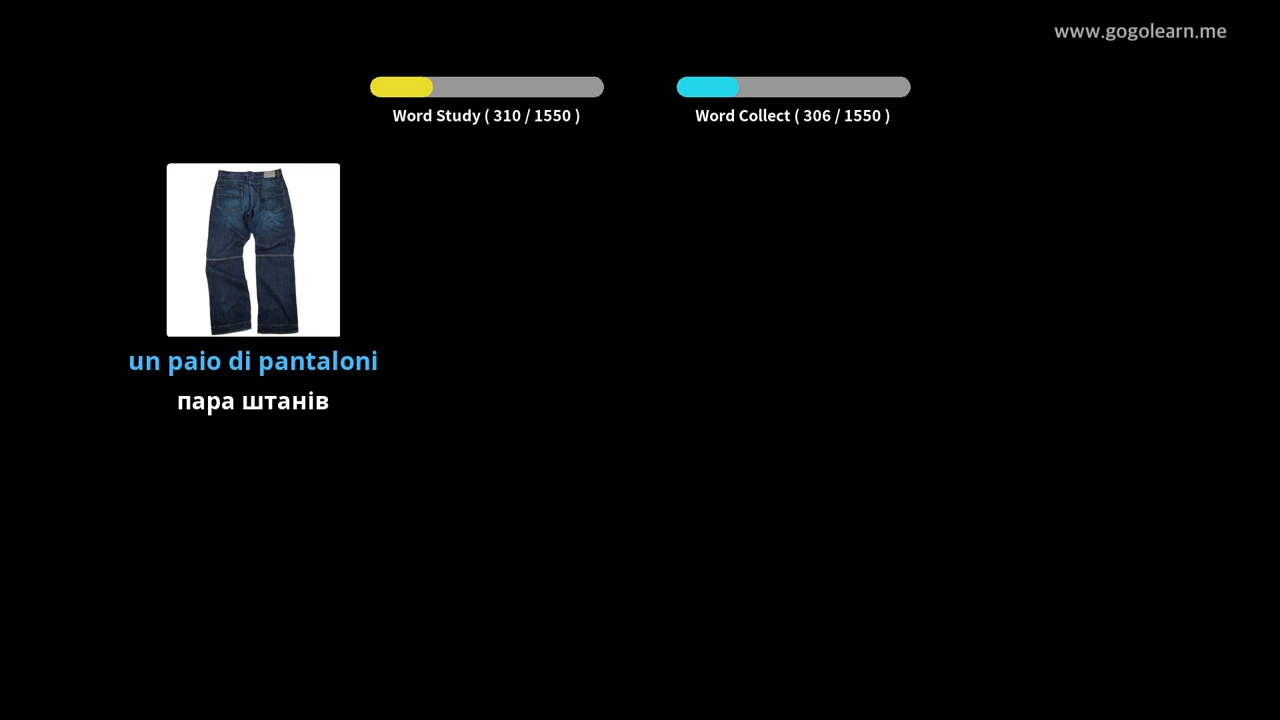 www.gogolearn.me
Word Study ( 310 / 1550 )
Word Collect ( 306 / 1550 )
un paio di pantaloni
пара штанів